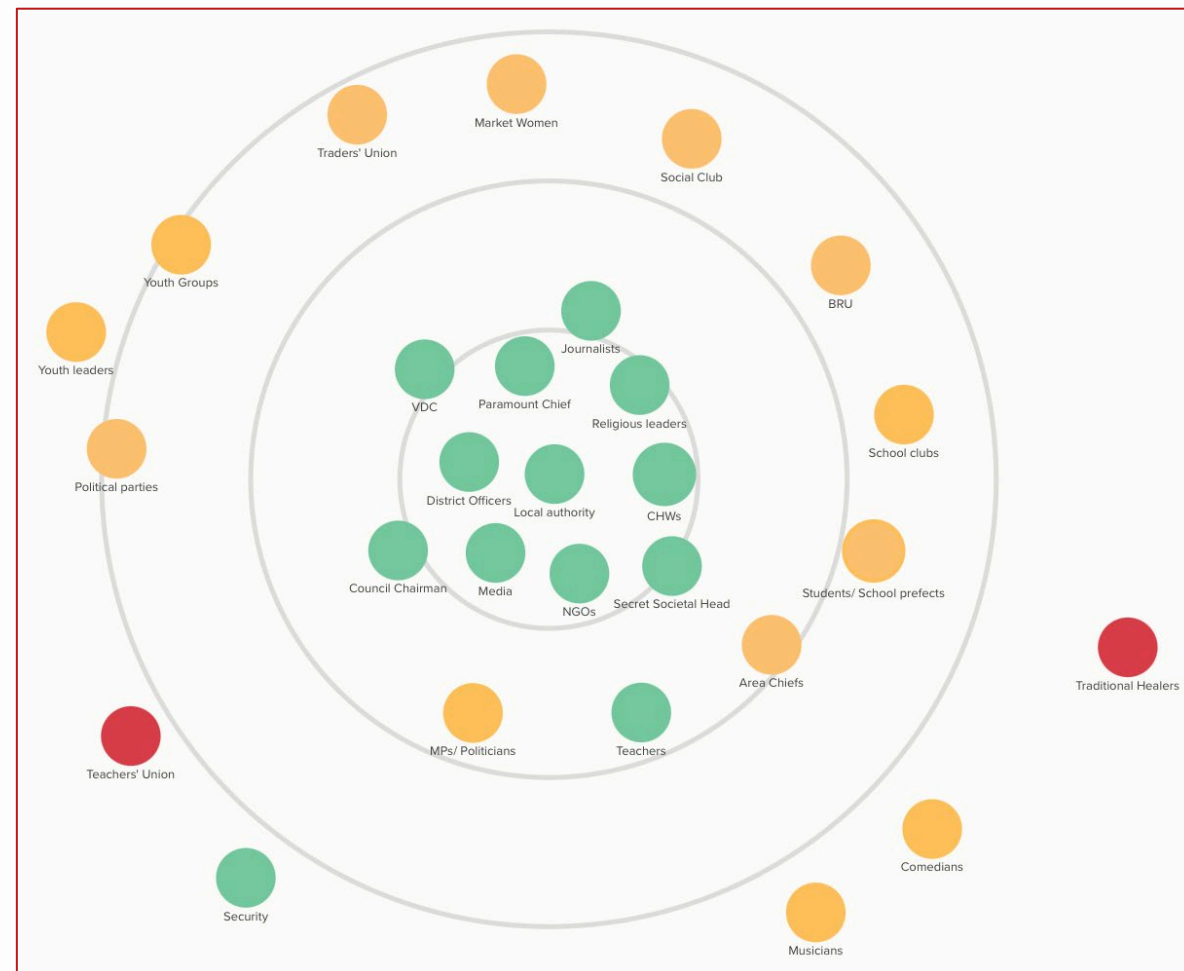 Market Women
Traders' Union
Social Club
Youth Groups
BRU
Journalists
Youth leaders
VDC
Paramount Chief
Religious leaders
School clubs
Political parties
District Officers
Local authority
CHWs
Council Chairman
Media
NGOs
Secret Societal Head
Students/ School prefects
Area Chiefs
Traditional Healers
MPs/ Politicians
Teachers
Teachers' Union
Comedians
Security
Musicians